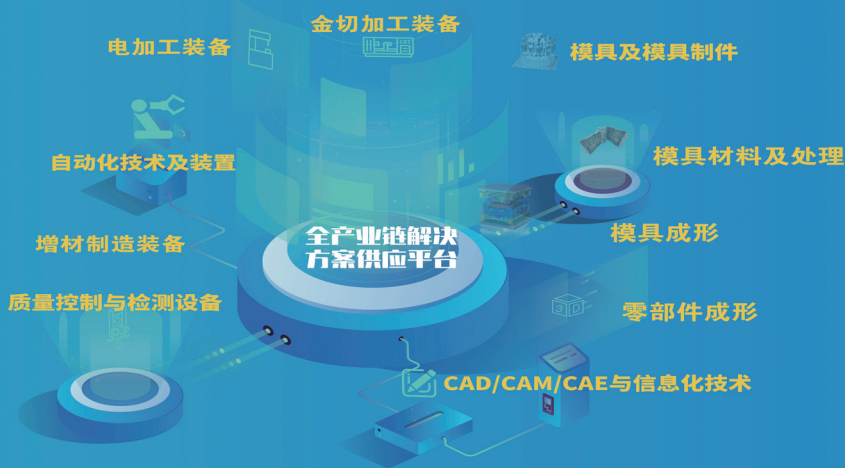 金切加工装备
电加工装备
模具及模具制件
自动化技术及装置
模具材料及处理
全产业链解决
方案供应平台
增材制造装备
模具成形
质量控制与检测设备
3D
零部件成形
CAD/CAM/CAE与信息化技术